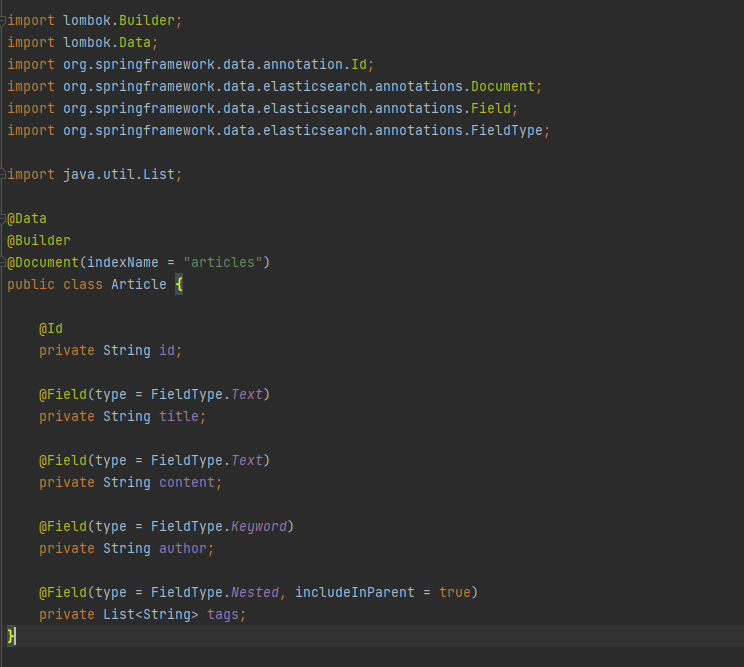 import lombok.Builder;
import lombok.Data;
import org.springframework.data.annotation.Id;
import org.springframework.data.elasticsearch.annotations.Document;
import org.springframework.data.elasticsearch.annotations.Field;
import org.springframework.data.elasticsearch.annotations.FieldType;

import java.util.List;

@Data
@Builder
@Document(indexName = "articles")
public class Article {

    @Id
    private String id;

    @Field(type = FieldType.Text)
    private String title;

    @Field(type = FieldType.Text)
    private String content;

    @Field(type = FieldType.Keyword)
    private String author;

    @Field(type = FieldType.Nested, includeInParent = true)
    private List<String> tags;
}